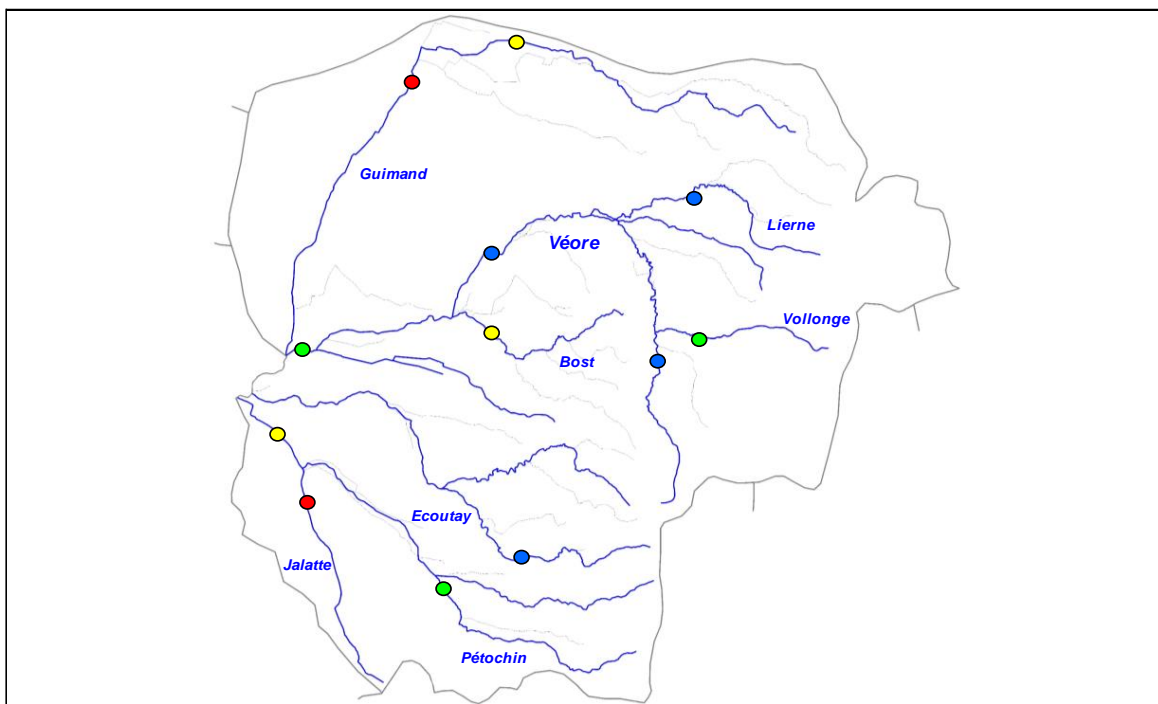 Guimand
Lierne
Véore
Vollonge
Bost
Ecoutay
Jalatte
Pétochin